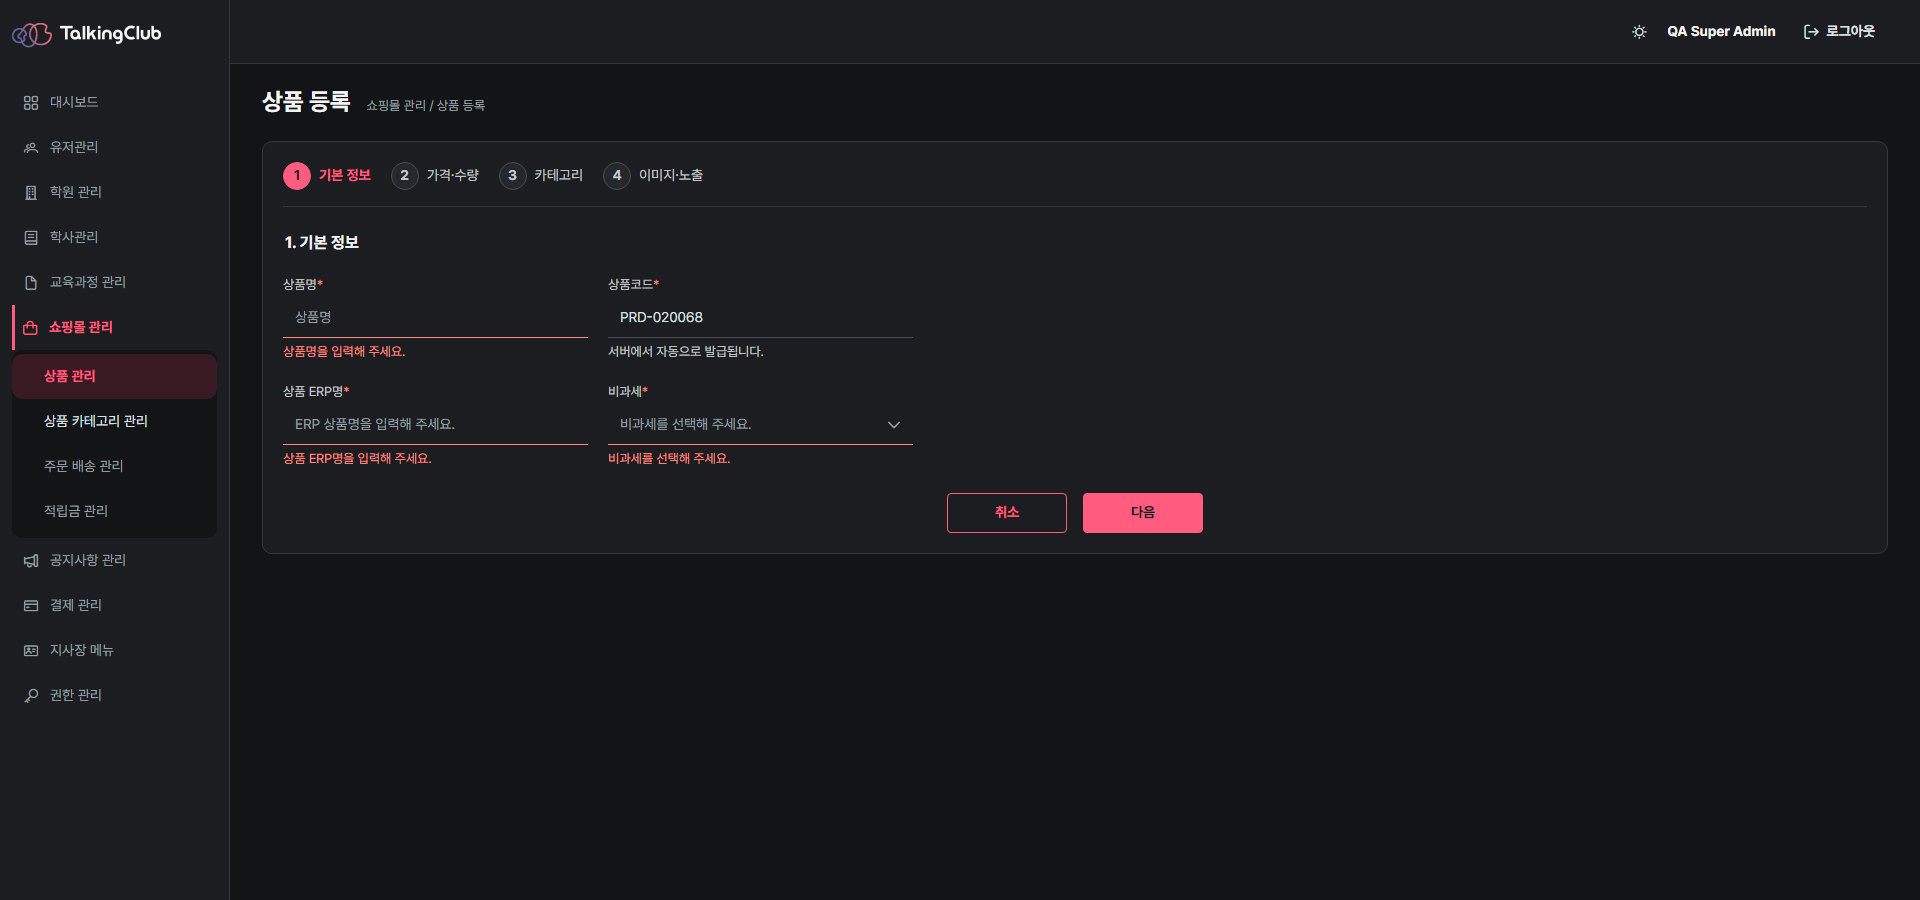 TalkingClub
QA Super Admin
로그아웃
대시보드
유저관리
학원 관리
학사관리
교육과정 관리
쇼핑몰 관리
상품 관리
상품 카테고리 관리
주문 배송 관리
적립금 관리
공지사항 관리
결제 관리
지사장 메뉴
권한 관리
상품 등록
쇼핑몰 관리 / 상품 등록
1 기본 정보
2 가격·수량
3 카테고리
4 이미지·노출
1. 기본 정보
상품명*
상품명
상품명을 입력해 주세요.
상품코드*
PRD-020068
서버에서 자동으로 발급됩니다.
상품 ERP명*
ERP 상품명을 입력해 주세요.
상품 ERP명을 입력해 주세요.
비과세*
비과세를 선택해 주세요.
비과세를 선택해 주세요.
취소
다음